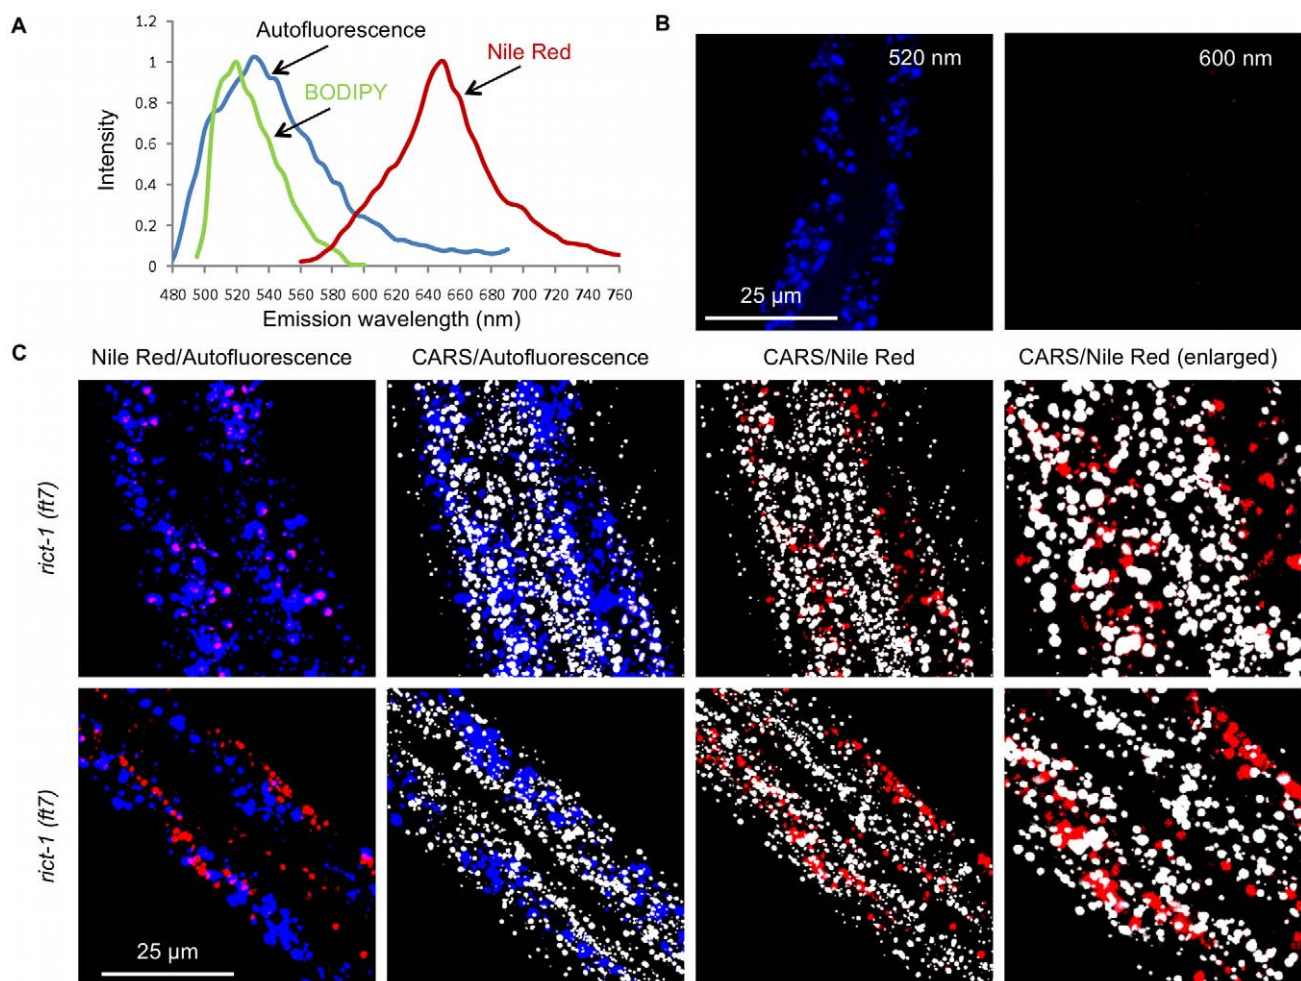 A
1.2
1
0.8
0.6
0.4
0.2
0
Intensity
Autofluorescence
BODIPY
Nile Red
480 500 520 540 560 580 600 620 640 660 680 700 720 740 760
Emission wavelength (nm)
B
520 nm
25 µm
600 nm
C
Nile Red/Autofluorescence
CARS/Autofluorescence
CARS/Nile Red
CARS/Nile Red (enlarged)
rict-1 (ft7)
rict-1 (ft7)
25 µm